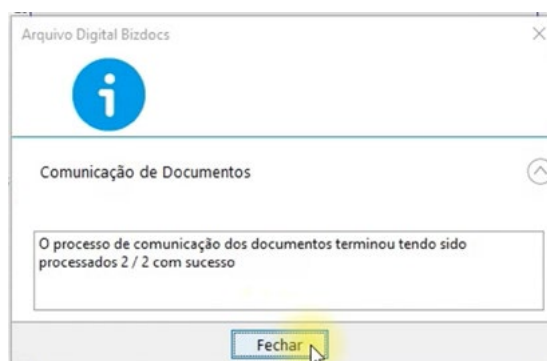 Arquivo Digital Bizdocs
Comunicação de Documentos
O processo de comunicação dos documentos terminou tendo sido
processados 2 / 2 com sucesso
Fechar